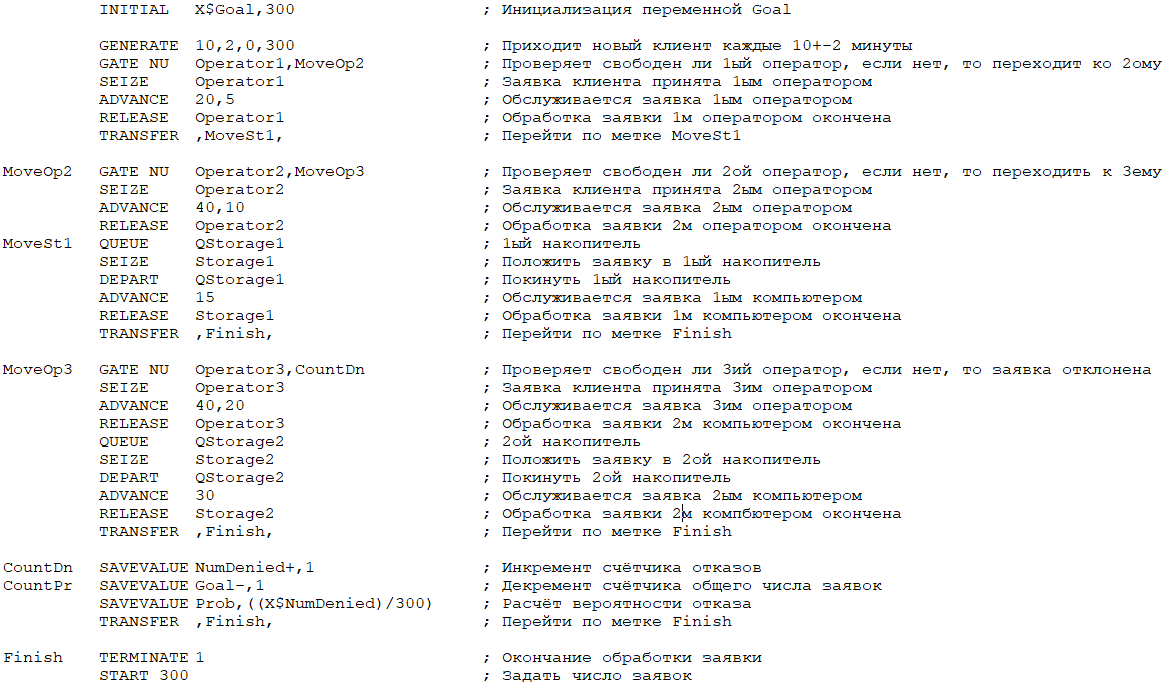 INITIAL X$Goal,300 ; Инициализация переменной Goal
GENERATE 10,2,0,300 ; Приходит новый клиент каждые 10+-2 минуты
GATE NU Operator1,MoveOp2 ; Проверяет свободен ли 1ый оператор, если нет, то переходит ко 2ому
SEIZE Operator1 ; Заявка клиента принята 1ым оператором
ADVANCE 20,5 ; Обслуживается заявка 1ым оператором
RELEASE Operator1 ; Обработка заявки 1м оператором окончена
TRANSFER ,MoveSt1, ; Перейти по метке MoveSt1
MoveOp2 GATE NU Operator2,MoveOp3 ; Проверяет свободен ли 2ой оператор, если нет, то переходить к 3ему
SEIZE Operator2 ; Заявка клиента принята 2ым оператором
ADVANCE 40,10 ; Обслуживается заявка 2ым оператором
RELEASE Operator2 ; Обработка заявки 2м оператором окончена
MoveSt1 QUEUE QStorage1 ; 1ый накопитель
SEIZE Storage1 ; Положить заявку в 1ый накопитель
DEPART QStorage1 ; Покинуть 1ый накопитель
ADVANCE 15 ; Обслуживается заявка 1ым компьютером
RELEASE Storage1 ; Обработка заявки 1м компьютером окончена
TRANSFER ,Finish, ; Перейти по метке Finish
MoveOp3 GATE NU Operator3,CountDn ; Проверяет свободен ли 3ий оператор, если нет, то заявка отклонена
SEIZE Operator3 ; Заявка клиента принята 3им оператором
ADVANCE 40,20 ; Обслуживается заявка 3им оператором
RELEASE Operator3 ; Обработка заявки 2м компьютером окончена
QUEUE QStorage2 ; 2ой накопитель
SEIZE Storage2 ; Положить заявку в 2ой накопитель
DEPART QStorage2 ; Покинуть 2ой накопитель
ADVANCE 30 ; Обслуживается заявка 2ым компьютером
RELEASE Storage2 ; Обработка заявки 2м компбютером окончена
TRANSFER ,Finish, ; Перейти по метке Finish
CountDn SAVEVALUE NumDenied+,1 ; Инкремент счётчика отказов
CountPr SAVEVALUE Goal-,1 ; Декремент счётчика общего числа заявок
SAVEVALUE Prob,((X$NumDenied)/300) ; Расчёт вероятности отказа
TRANSFER ,Finish, ; Перейти по метке Finish
Finish TERMINATE 1 ; Окончание обработки заявки
START 300 ; Задать число заявок